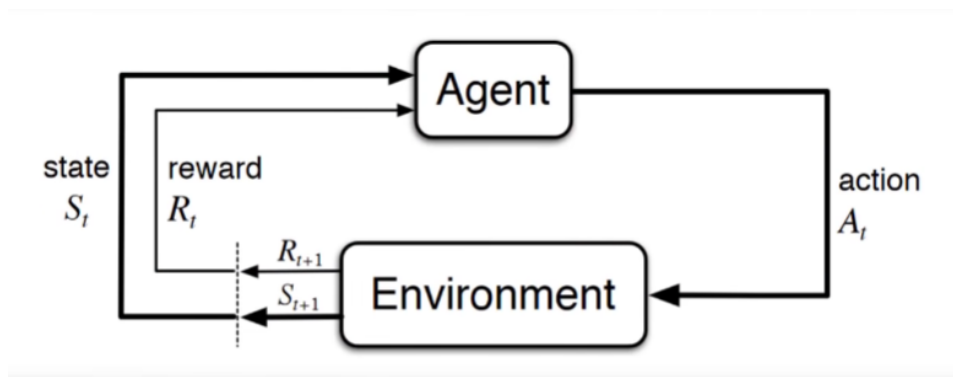 Agent
state
S_t
reward
R_t
action
A_t
R_{t+1}
S_{t+1}
Environment